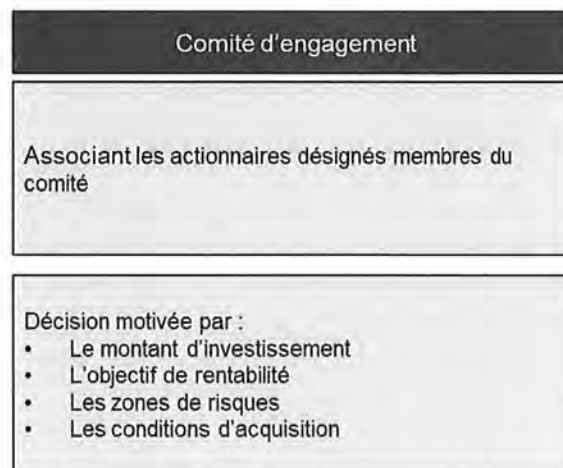 Comité d'engagement
Associant les actionnaires désignés membres du
comité
Décision motivée par :
• Le montant d'investissement
• L'objectif de rentabilité
• Les zones de risques
• Les conditions d'acquisition